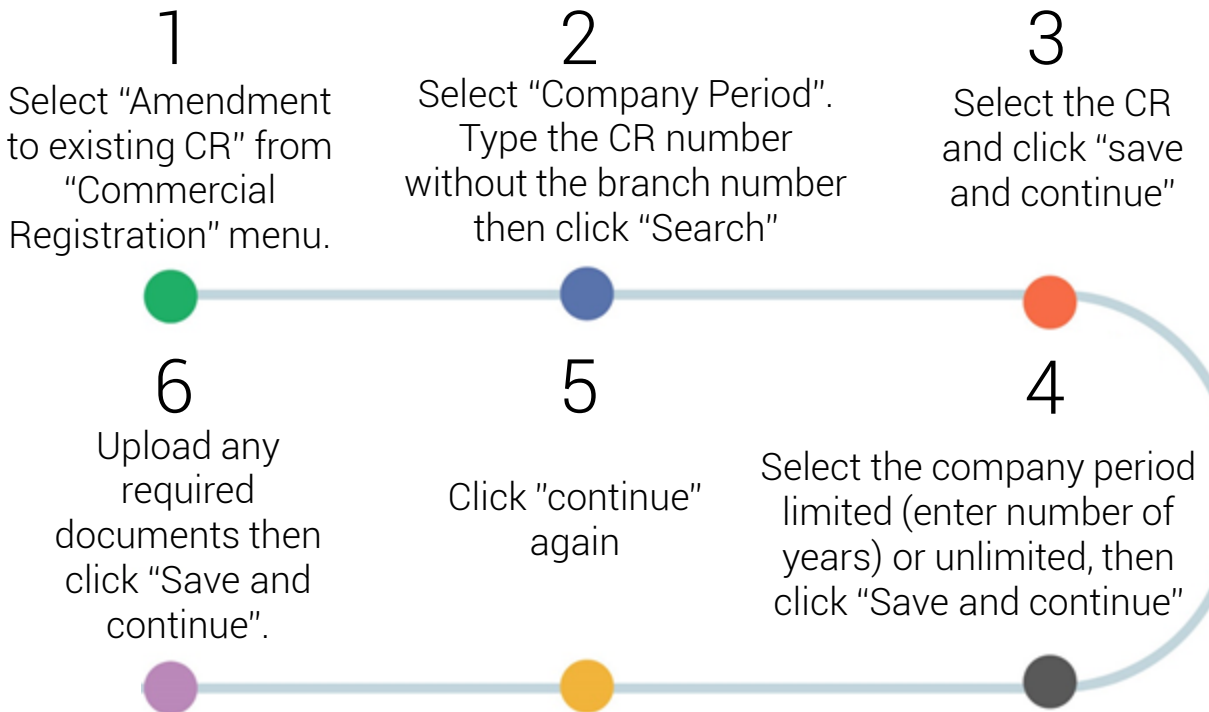 1
Select “Amendment
to existing CR” from
“Commercial
Registration” menu.
2
Select “Company Period”.
Type the CR number
without the branch number
then click “Search”
3
Select the CR
and click “save
and continue”
4
Select the company period
limited (enter number of
years) or unlimited, then
click “Save and continue”
5
Click ”continue”
again
6
Upload any
required
documents then
click “Save and
continue”.